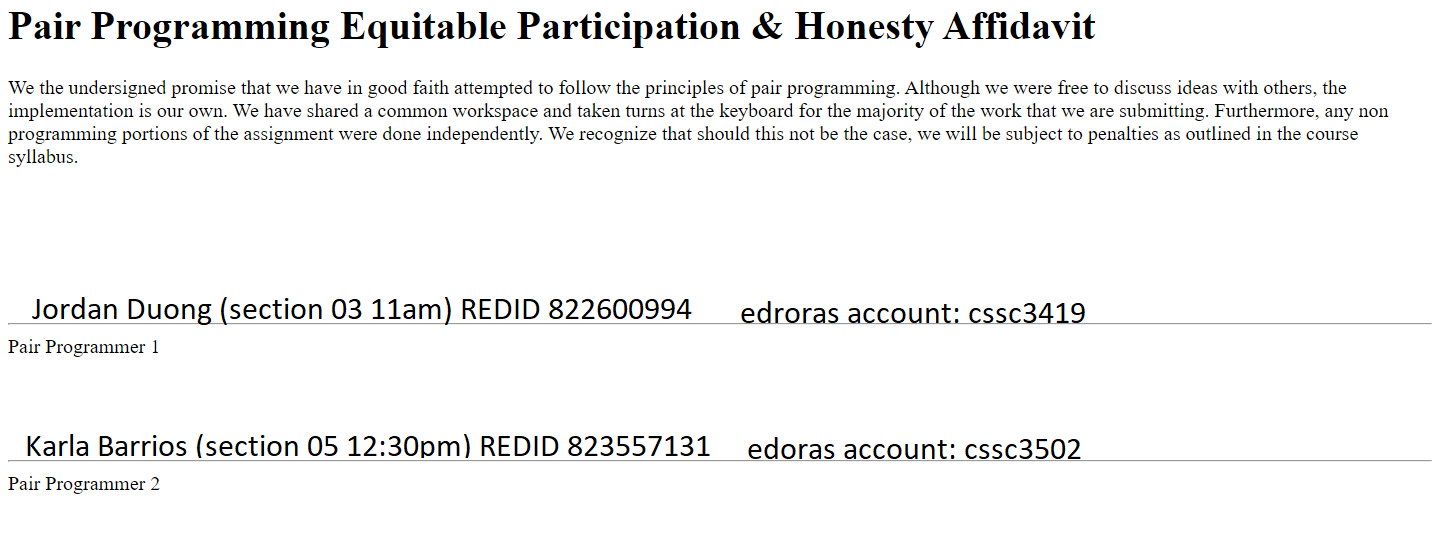 Pair Programming Equitable Participation & Honesty Affidavit
We the undersigned promise that we have in good faith attempted to follow the principles of pair programming. Although we were free to discuss ideas with others, the
implementation is our own. We have shared a common workspace and taken turns at the keyboard for the majority of the work that we are submitting. Furthermore, any non
programming portions of the assignment were done independently. We recognize that should this not be the case, we will be subject to penalties as outlined in the course
syllabus.
Jordan Duong (section 03 11am) REDID 822600994 edroras account: cssc3419
Pair Programmer 1
Karla Barrios (section 05 12:30pm) REDID 823557131 edoras account: cssc3502
Pair Programmer 2